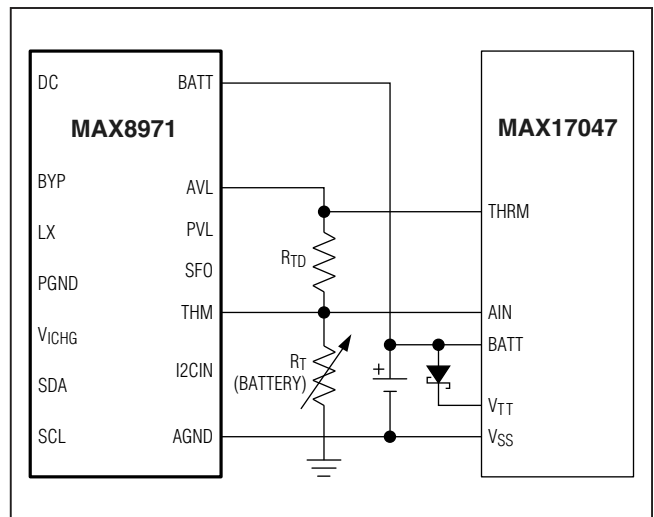 DC BATT
MAX8971
MAX17047
BYP AVL
THRM
LX PVL
RTD
SFO
PGND
THM AIN
VICHG
BATT
RT
(BATTERY)
I2CIN
+
SDA
VTT
SCL AGND VSS